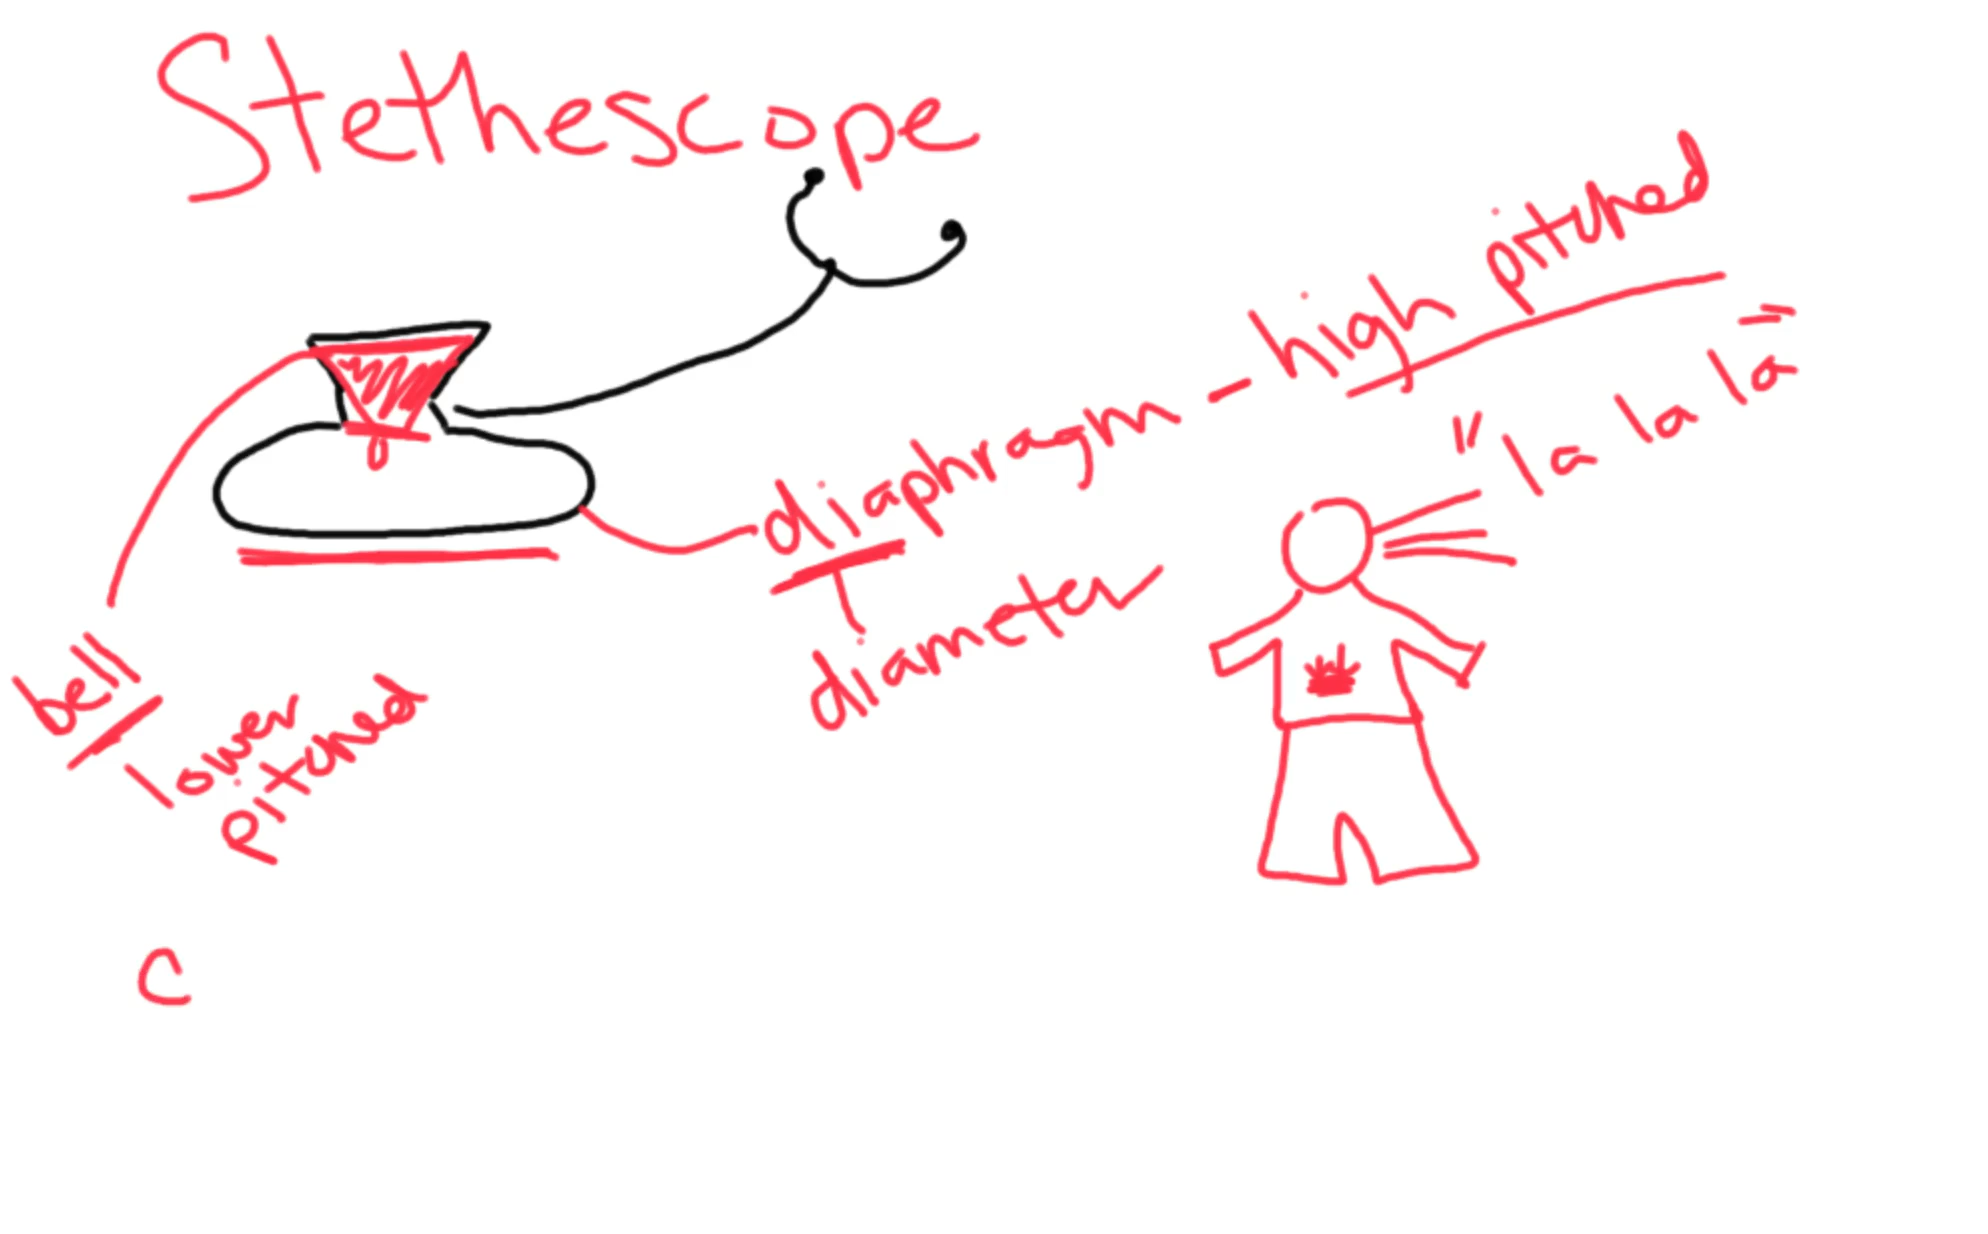 Stethescope
diaphragm - high pitched
"la la la"
diameter
bell
lower
pitched
C